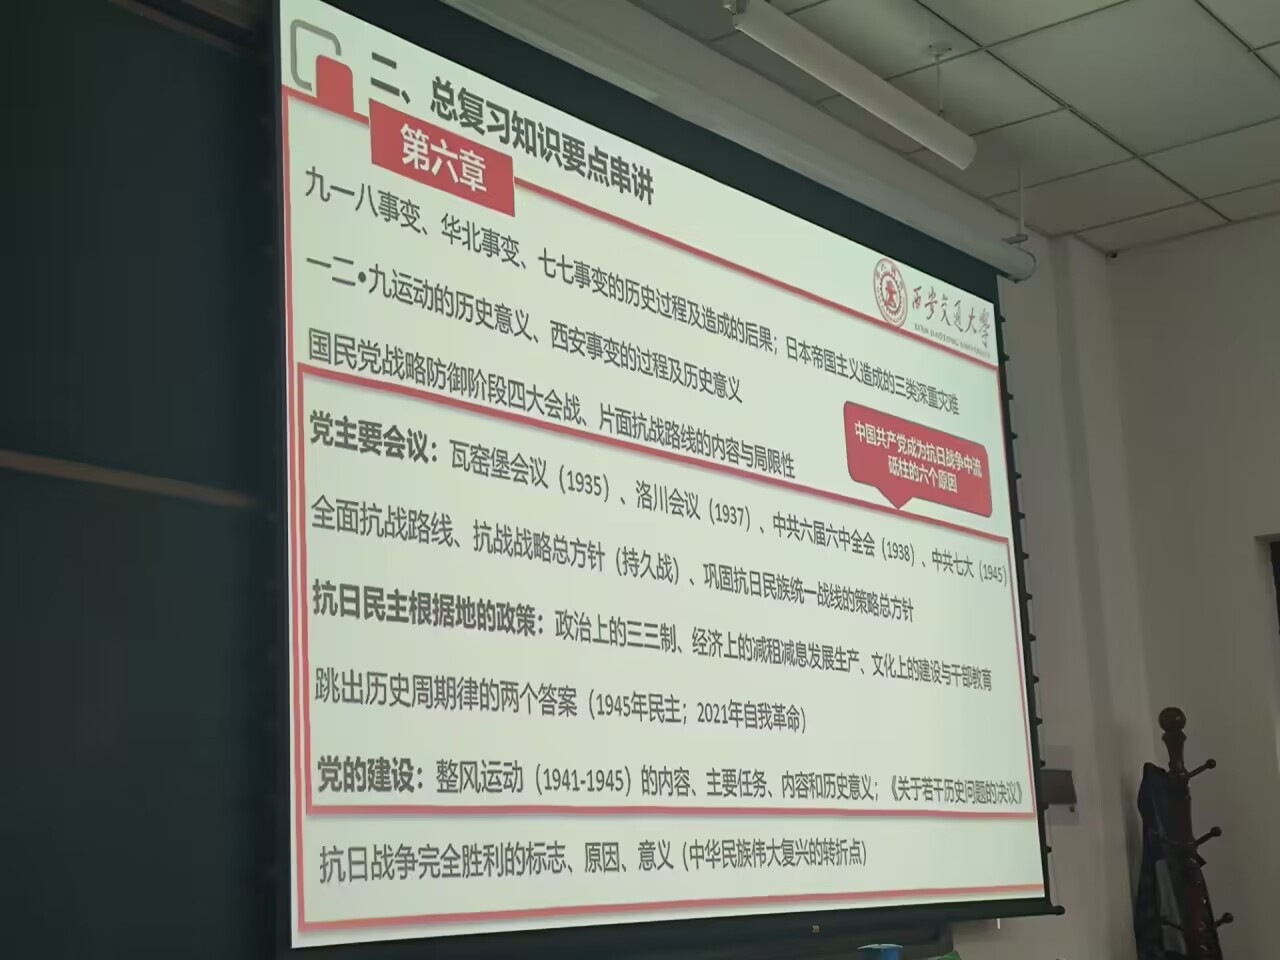 二、总复习知识要点串讲
第六章
西安交通大学
九一八事变、华北事变、七七事变的历史过程及造成的后果；日本帝国主义造成的三类深重灾难
一二•九运动的历史意义、西安事变的过程及历史意义
国民党战略防御阶段四大会战、片面抗战路线的内容与局限性
中国共产党成为抗日战争中流
砥柱的六个原因
党主要会议：瓦窑堡会议（1935）、洛川会议（1937）、中共六届六中全会（1938）、中共七大（1945）
全面抗战路线、抗战战略总方针（持久战）、巩固抗日民族统一战线的策略总方针
抗日民主根据地的政策：政治上的三三制、经济上的减租减息发展生产、文化上的建设与干部教育
跳出历史周期律的两个答案（1945年民主；2021年自我革命）
党的建设：整风运动（1941-1945）的内容、主要任务、内容和历史意义；《关于若干历史问题的决议》
抗日战争完全胜利的标志、原因、意义（中华民族伟大复兴的转折点）